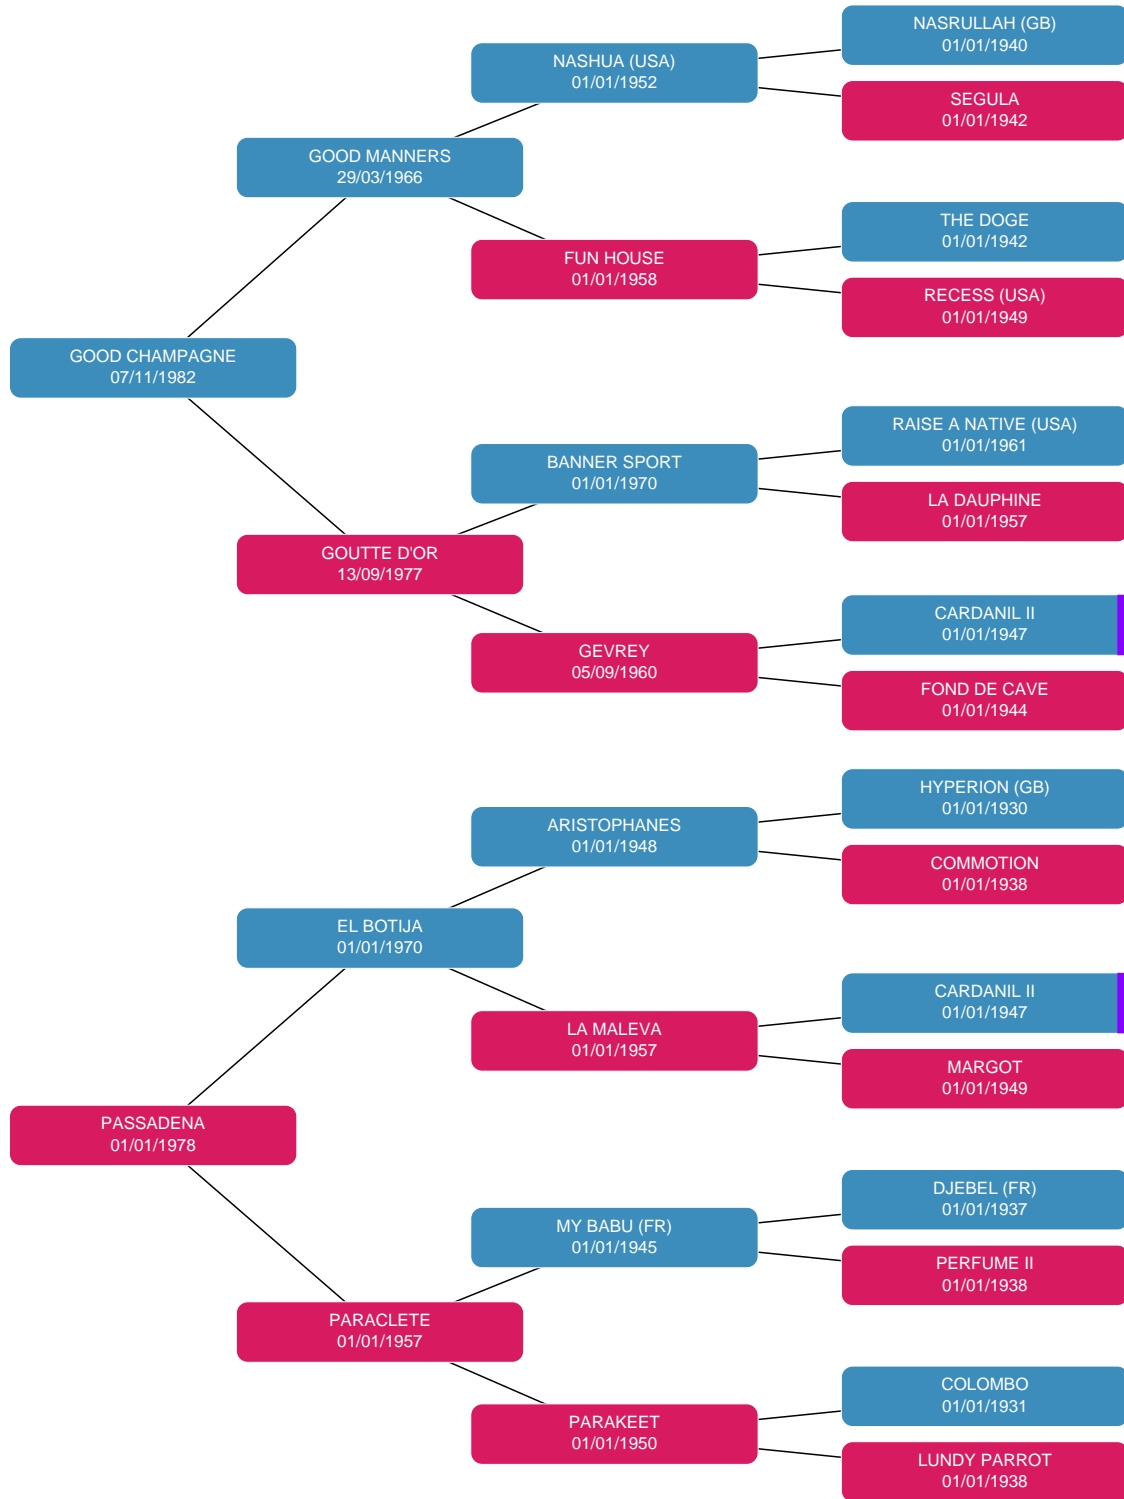 NASRULLAH (GB)
01/01/1940
NASHUA (USA)
01/01/1952
SEGULA
01/01/1942
GOOD MANNERS
29/03/1966
THE DOGE
01/01/1942
FUN HOUSE
01/01/1958
RECESS (USA)
01/01/1949
GOOD CHAMPAGNE
07/11/1982
RAISE A NATIVE (USA)
01/01/1961
BANNER SPORT
01/01/1970
LA DAUPHINE
01/01/1957
GOUTTE D'OR
13/09/1977
CARDANIL II
01/01/1947
GEVREY
05/09/1960
FOND DE CAVE
01/01/1944
HYPERION (GB)
01/01/1930
ARISTOPHANES
01/01/1948
COMMOTION
01/01/1938
EL BOTIJA
01/01/1970
CARDANIL II
01/01/1947
LA MALEVA
01/01/1957
MARGOT
01/01/1949
PASSADENA
01/01/1978
DJEBEL (FR)
01/01/1937
MY BABU (FR)
01/01/1945
PERFUME II
01/01/1938
PARACLETE
01/01/1957
COLOMBO
01/01/1931
PARAKEET
01/01/1950
LUNDY PARROT
01/01/1938